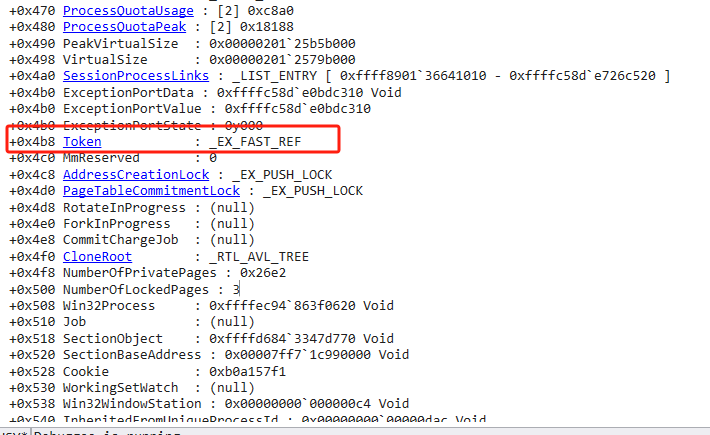 +0x470 ProcessQuotaUsage : [2] 0xc8a0
+0x480 ProcessQuotaPeak : [2] 0x18188
+0x490 PeakVirtualSize : 0x00000201`25b5b000
+0x498 VirtualSize : 0x00000201`2579b000
+0x4a0 SessionProcessLinks : _LIST_ENTRY [ 0xffff8901`36641010 - 0xffffc58d`e726c520 ]
+0x4b0 ExceptionPortData : 0xffffc58d`e0bdc310 Void
+0x4b0 ExceptionPortValue : 0xffffc58d`e0bdc310
+0x4b0 ExceptionPortState : 0y000
+0x4b8 Token : _EX_FAST_REF
+0x4c0 MmReserved : 0
+0x4c8 AddressCreationLock : _EX_PUSH_LOCK
+0x4d0 PageTableCommitmentLock : _EX_PUSH_LOCK
+0x4d8 RotateInProgress : (null)
+0x4e0 ForkInProgress : (null)
+0x4e8 CommitChargeJob : (null)
+0x4f0 CloneRoot : _RTL_AVL_TREE
+0x4f8 NumberOfPrivatePages : 0x26e2
+0x500 NumberOfLockedPages : 3
+0x508 Win32Process : 0xffffec94`863f0620 Void
+0x510 Job : (null)
+0x518 SectionObject : 0xffffd684`3347d770 Void
+0x520 SectionBaseAddress : 0x00007ff7`1c990000 Void
+0x528 Cookie : 0xb0a157f1
+0x530 WorkingSetWatch : (null)
+0x538 Win32WindowStation : 0x00000000`000000c4 Void
+0x540 InheritedFromUniqueProcessId : 0x00000000`00000dac Void
Debuggee is running